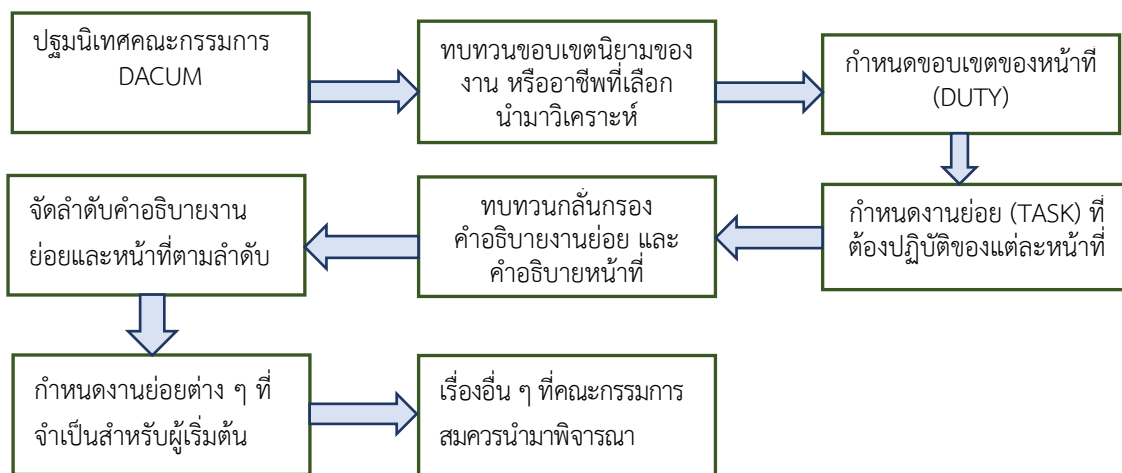 ปฐมนิเทศคณะกรรมการ
DACUM
ทบทวนขอบเขตนิยามของ
งาน หรืออาชีพที่เลือก
นำมาวิเคราะห์
กำหนดขอบเขตของหน้าที่
(DUTY)
กำหนดงานย่อย (TASK) ที่
ต้องปฏิบัติของแต่ละหน้าที่
ทบทวนกลั่นกรอง
คำอธิบายงานย่อย และ
คำอธิบายหน้าที่
จัดลำดับคำอธิบายงาน
ย่อยและหน้าที่ตามลำดับ
กำหนดงานย่อยต่าง ๆ ที่
จำเป็นสำหรับผู้เริ่มต้น
เรื่องอื่น ๆ ที่คณะกรรมการ
สมควรนำมาพิจารณา